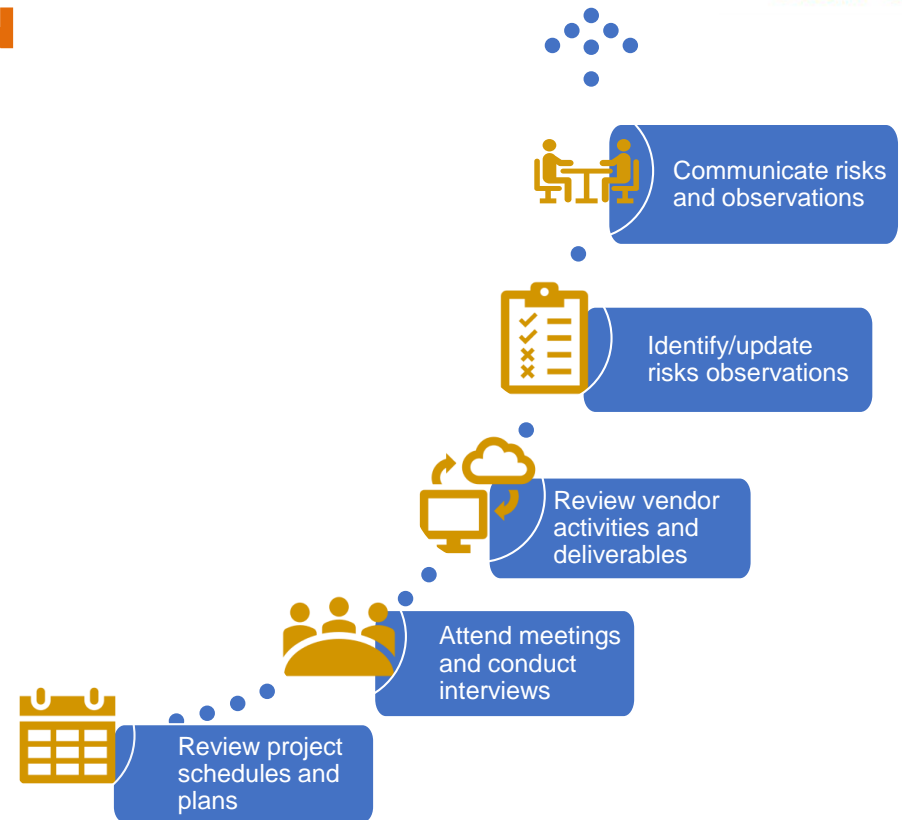 Communicate risks
and observations
Identify/update
risks observations
Review vendor
activities and
deliverables
Attend meetings
and conduct
interviews
Review project
schedules and
plans